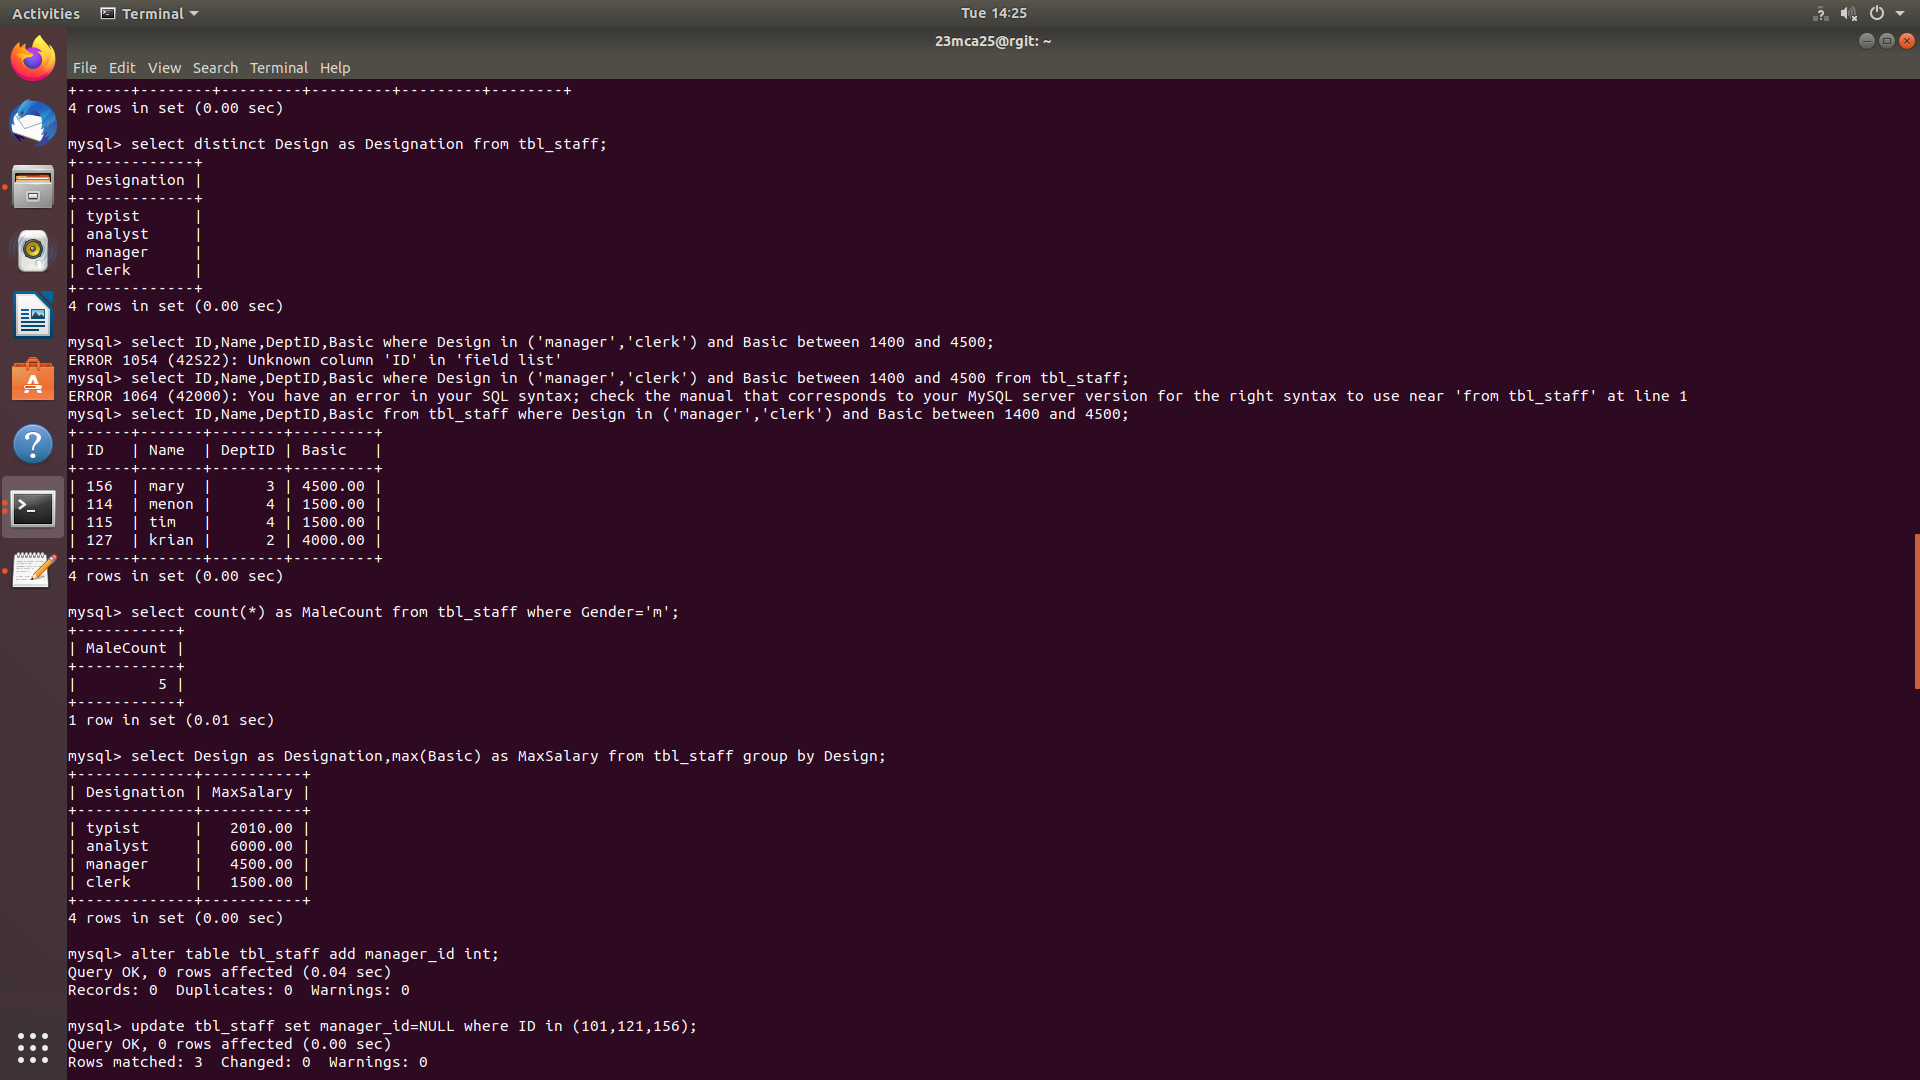 Activities Terminal Tue 14:25
23mca25@rgit: ~
File Edit View Search Terminal Help
+------+--------+---------+---------+---------+--------+
4 rows in set (0.00 sec)
mysql> select distinct Design as Designation from tbl_staff;
+-------------+
| Designation |
+-------------+
| typist      |
| analyst     |
| manager     |
| clerk       |
+-------------+
4 rows in set (0.00 sec)
mysql> select ID,Name,DeptID,Basic where Design in ('manager','clerk') and Basic between 1400 and 4500;
ERROR 1054 (42S22): Unknown column 'ID' in 'field list'
mysql> select ID,Name,DeptID,Basic where Design in ('manager','clerk') and Basic between 1400 and 4500 from tbl_staff;
ERROR 1064 (42000): You have an error in your SQL syntax; check the manual that corresponds to your MySQL server version for the right syntax to use near 'from tbl_staff' at line 1
mysql> select ID,Name,DeptID,Basic from tbl_staff where Design in ('manager','clerk') and Basic between 1400 and 4500;
+------+-------+--------+---------+
| ID   | Name  | DeptID | Basic   |
+------+-------+--------+---------+
| 156  | mary  |      3 | 4500.00 |
| 114  | menon |      4 | 1500.00 |
| 115  | tim   |      4 | 1500.00 |
| 127  | krian |      2 | 4000.00 |
+------+-------+--------+---------+
4 rows in set (0.00 sec)
mysql> select count(*) as MaleCount from tbl_staff where Gender='m';
+-----------+
| MaleCount |
+-----------+
|         5 |
+-----------+
1 row in set (0.01 sec)
mysql> select Design as Designation,max(Basic) as MaxSalary from tbl_staff group by Design;
+-------------+-----------+
| Designation | MaxSalary |
+-------------+-----------+
| typist      |   2010.00 |
| analyst     |   6000.00 |
| manager     |   4500.00 |
| clerk       |   1500.00 |
+-------------+-----------+
4 rows in set (0.00 sec)
mysql> alter table tbl_staff add manager_id int;
Query OK, 0 rows affected (0.04 sec)
Records: 0  Duplicates: 0  Warnings: 0
mysql> update tbl_staff set manager_id=NULL where ID in (101,121,156);
Query OK, 0 rows affected (0.00 sec)
Rows matched: 3  Changed: 0  Warnings: 0